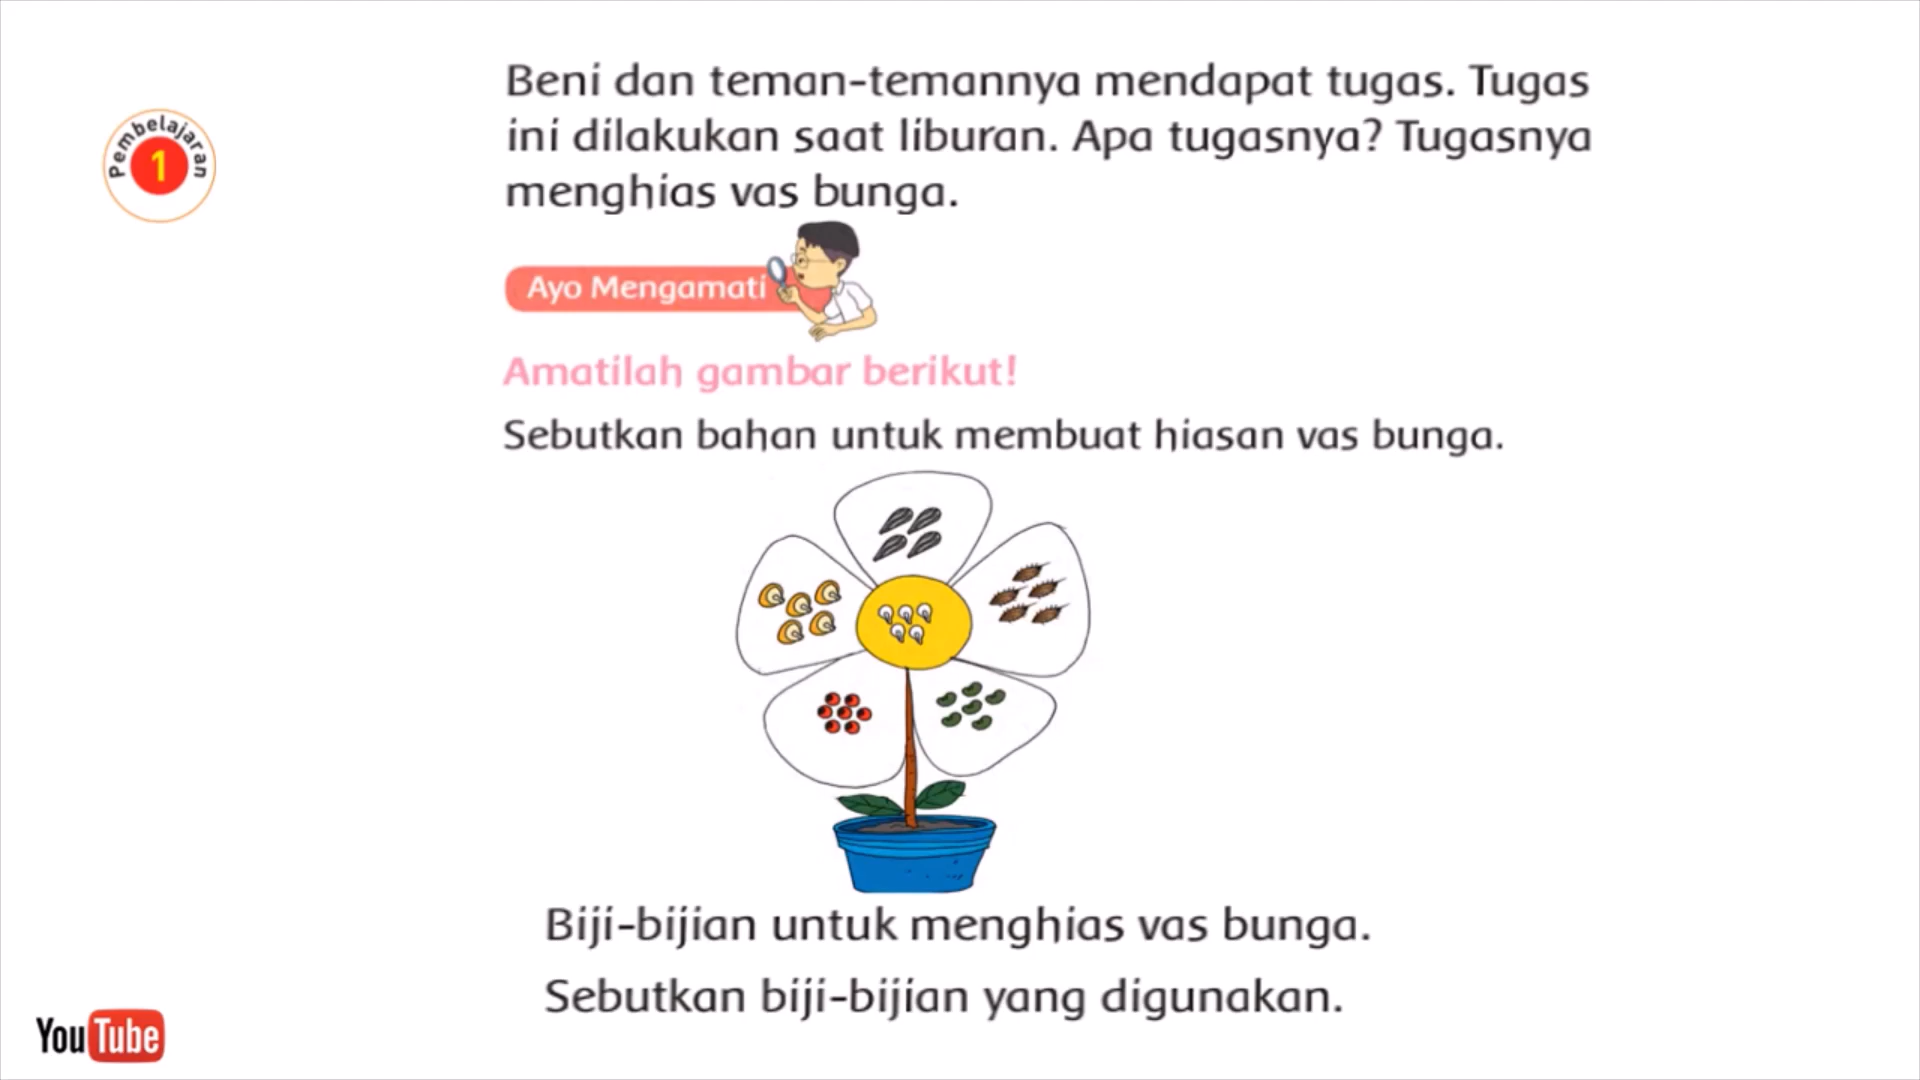 Pembelajaran
1
Beni dan teman-temannya mendapat tugas. Tugas
ini dilakukan saat liburan. Apa tugasnya? Tugasnya
menghias vas bunga.
Ayo Mengamati
Amatilah gambar berikut!
Sebutkan bahan untuk membuat hiasan vas bunga.
Biji-bijian untuk menghias vas bunga.
Sebutkan biji-bijian yang digunakan.
YouTube